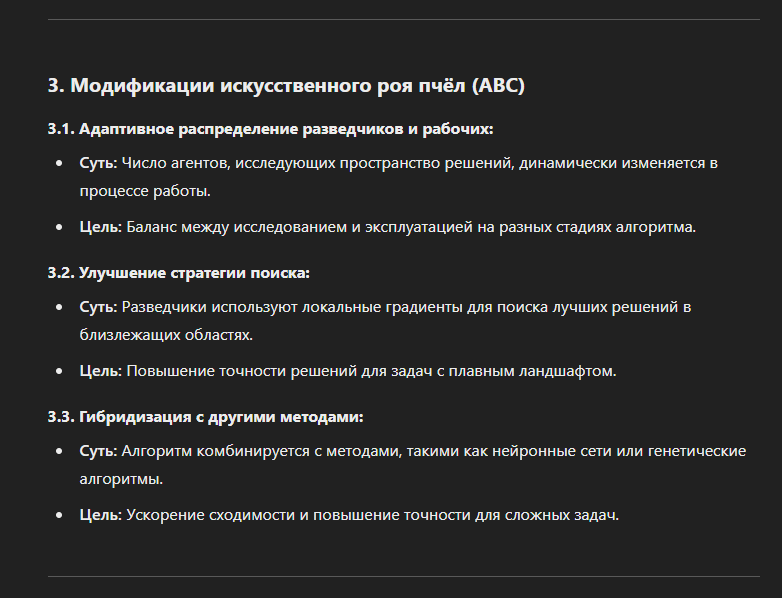 3. Модификации искусственного роя пчёл (ABC)
3.1. Адаптивное распределение разведчиков и рабочих:
• Суть: Число агентов, исследующих пространство решений, динамически изменяется в
процессе работы.
• Цель: Баланс между исследованием и эксплуатацией на разных стадиях алгоритма.
3.2. Улучшение стратегии поиска:
• Суть: Разведчики используют локальные градиенты для поиска лучших решений в
близлежащих областях.
• Цель: Повышение точности решений для задач с плавным ландшафтом.
3.3. Гибридизация с другими методами:
• Суть: Алгоритм комбинируется с методами, такими как нейронные сети или генетические
алгоритмы.
• Цель: Ускорение сходимости и повышение точности для сложных задач.